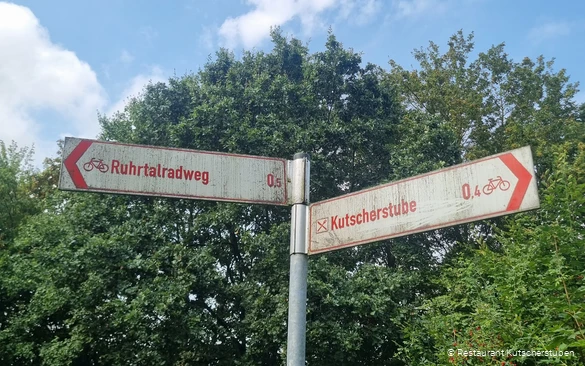 Ruhrtalradweg 0,5
Kutscherstube 0,4
© Restaurant Kutscherstuben